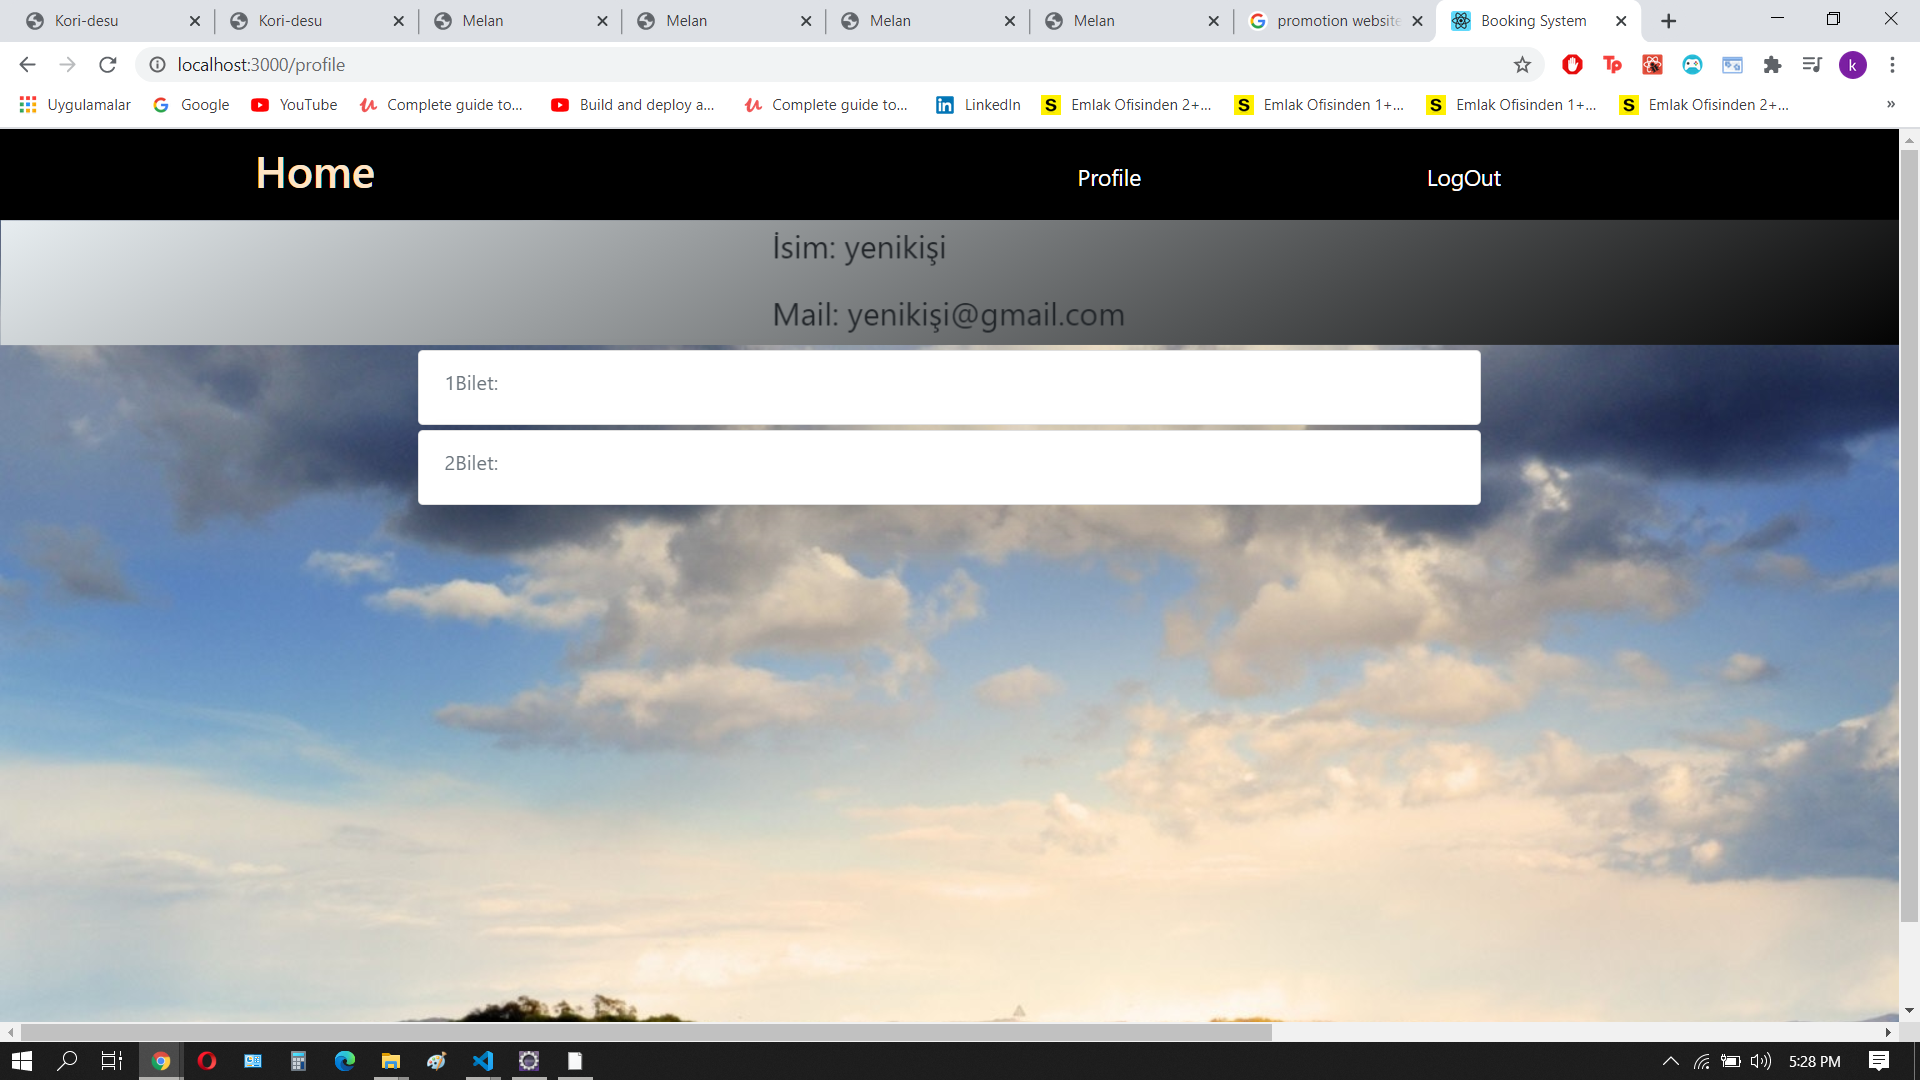 Kori-desu
Kori-desu
Melan
Melan
Melan
Melan
promotion website
Booking System
localhost:3000/profile
k
Uygulamalar
Google
YouTube
Complete guide to...
Build and deploy a...
Complete guide to...
LinkedIn
Emlak Ofisinden 2+...
Emlak Ofisinden 1+...
Emlak Ofisinden 1+...
Emlak Ofisinden 2+...
Home
Profile
LogOut
İsim: yenikişi
Mail: yenikişi@gmail.com
1Bilet:
2Bilet:
5:28 PM